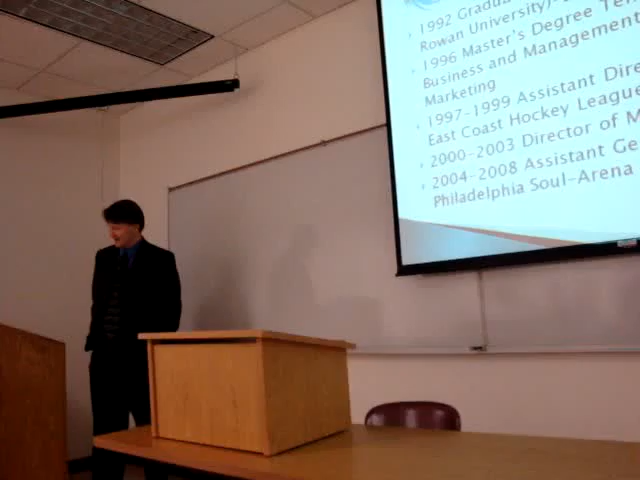 1992 Gradua
Rowan University)-
1996 Master's Degree Tem
Business and Management
Marketing
1997-1999 Assistant Dire
East Coast Hockey League
2000-2003 Director of M
2004-2008 Assistant Ge
Philadelphia Soul-Arena